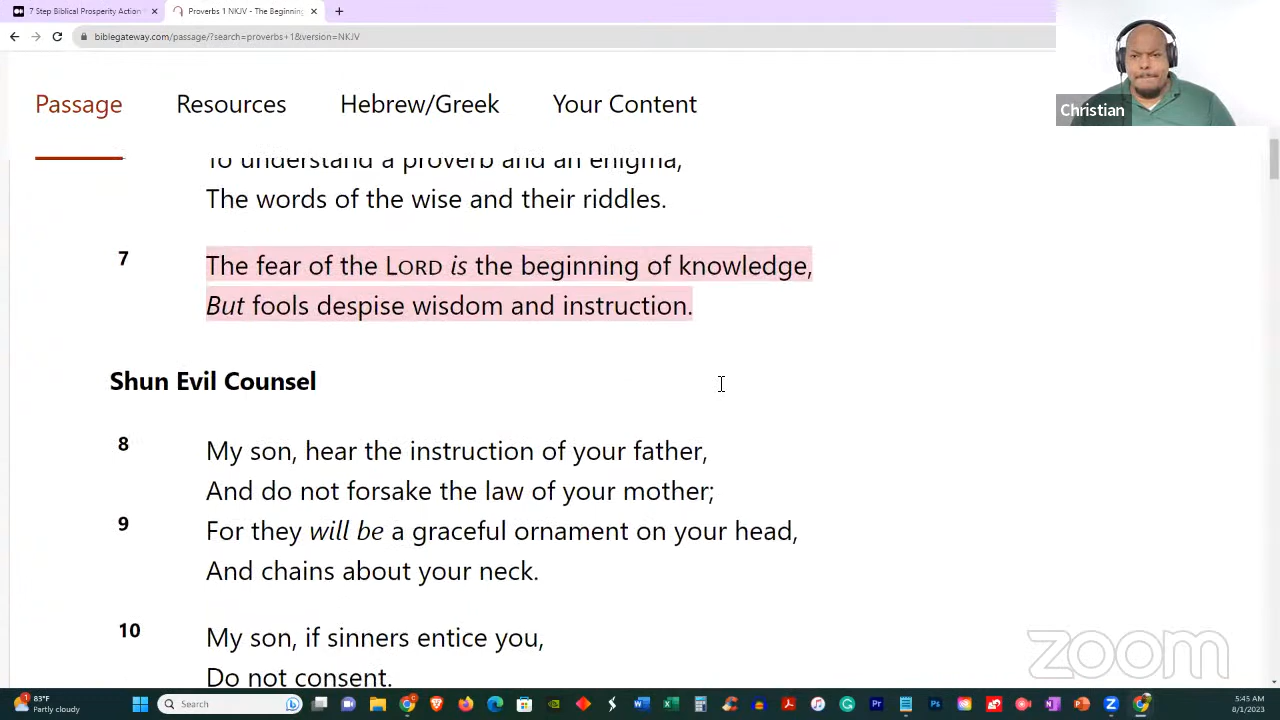 7 Step Biblical Prosperity Action
Proverbs 1 NKJV - The Beginning
biblegateway.com/passage/?search=proverbs+1&version=NKJV
Passage Resources Hebrew/Greek Your Content
Christian
To understand a proverb and an enigma,
The words of the wise and their riddles.
7 The fear of the LORD is the beginning of knowledge,
But fools despise wisdom and instruction.
Shun Evil Counsel
8 My son, hear the instruction of your father,
And do not forsake the law of your mother;
9 For they will be a graceful ornament on your head,
And chains about your neck.
10 My son, if sinners entice you,
Do not consent.
zoom
83°F
Partly cloudy
Search
5:45 AM
8/1/2023